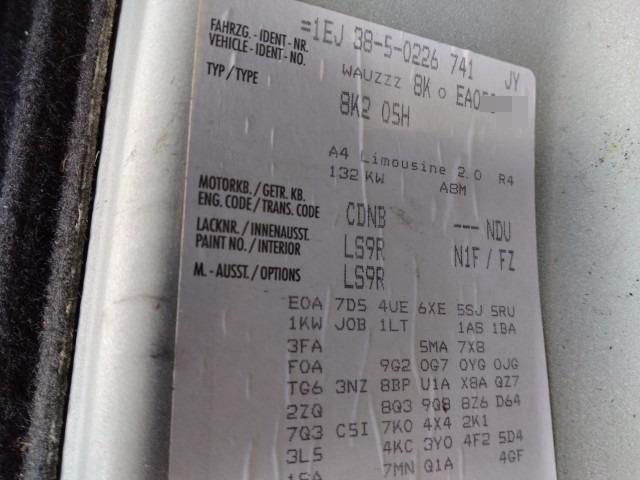 =1EJ 38-5-0226 741 JY
FAHRZG.-IDENT-NR.
VEHICLE-IDENT-NO. WAUZZZ 8K0
TYP/TYPE 8K2 05H
A4 Limousine 2.0 R4
132 KW A8M
MOTORKB./GETR. KB.
ENG. CODE/TRANS. CODE CDNB --- NDU
LACKNR./INNENAUSST.
PAINT NO./INTERIOR LS9R N1F / FZ
M.-AUSST./OPTIONS LS9R
E0A 7D5 4UE 6XE 5SJ 5RU
1KW J0B 1LT 1AS 1BA
3FA 5MA 7X8
F0A 9G2 0G7 0YG 0JG
TG6 3NZ 8BP U1A X8A QZ7
2ZQ 8Q3 9Q8 8Z6 D64
7Q3 C5I 7K0 4X4 2K1
3L5 4KC 3Y0 4F2 5D4
7MN Q1A 4GF